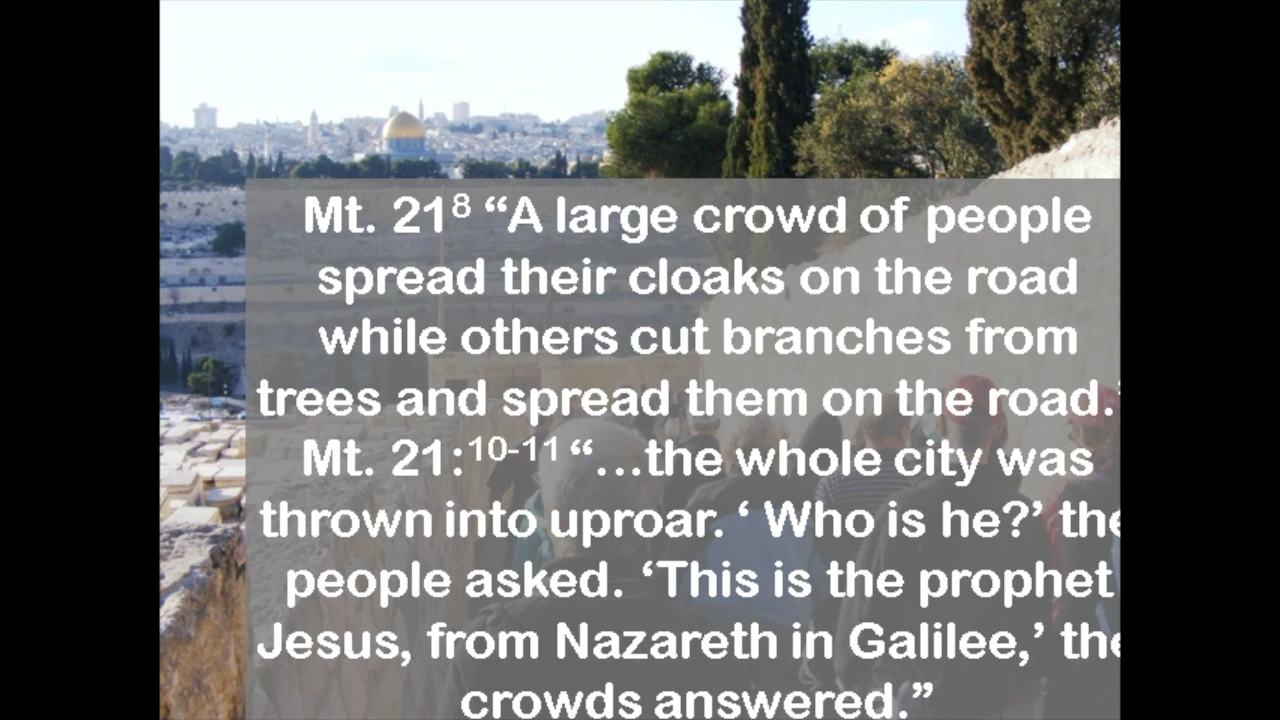 Mt. 21⁸ “A large crowd of people
spread their cloaks on the road
while others cut branches from
trees and spread them on the road.”
Mt. 21:¹⁰⁻¹¹ “…the whole city was
thrown into uproar. ‘ Who is he?’ the
people asked. ‘This is the prophet
Jesus, from Nazareth in Galilee,’ the
crowds answered.”